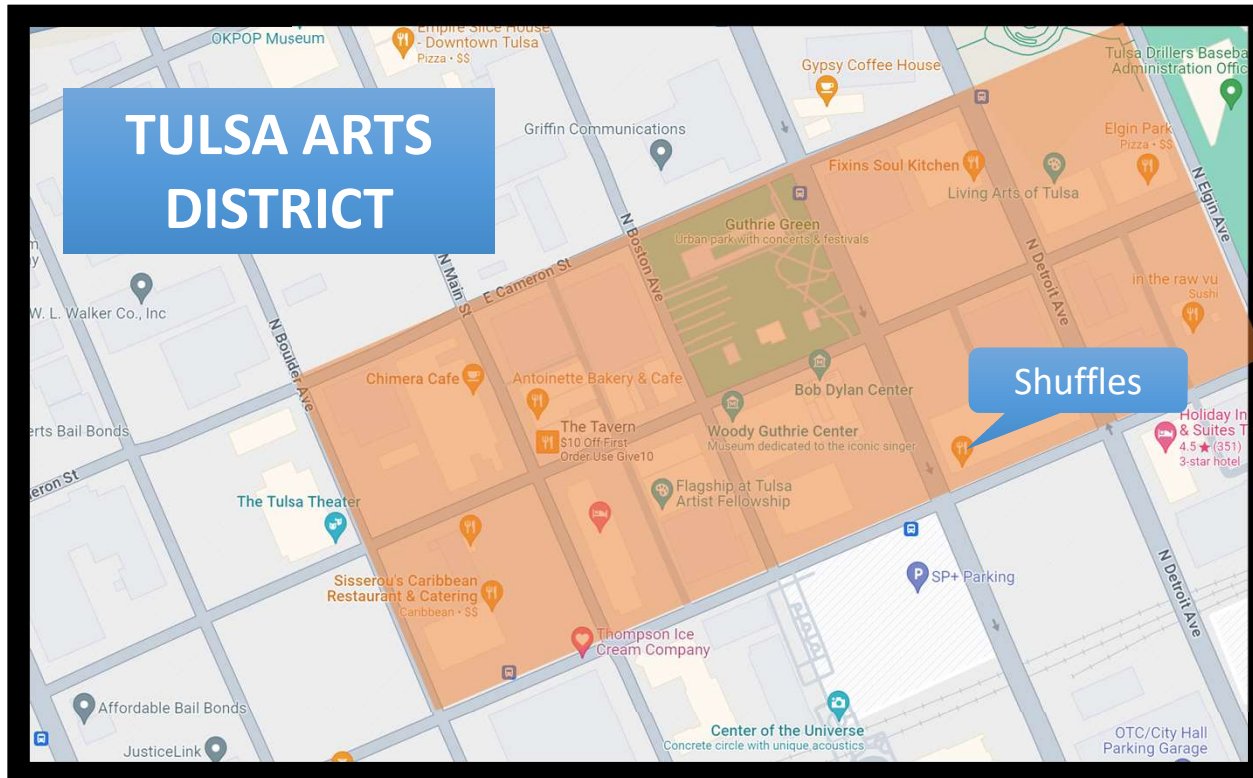 OKPOP Museum
Empire Slice House
- Downtown Tulsa
Pizza • $$
Gypsy Coffee House
Tulsa Drillers Baseba
Administration Offic
TULSA ARTS
DISTRICT
Griffin Communications
Elgin Park
Pizza • $$
Fixins Soul Kitchen
Living Arts of Tulsa
N Elgin Ave
Guthrie Green
Urban park with concerts & festivals
N Boston Ave
N Main St
E Cameron St
N Detroit Ave
in the raw vu
Sushi
W. L. Walker Co., Inc
N Boulder Ave
Chimera Cafe
Antoinette Bakery & Cafe
Bob Dylan Center
Shuffles
The Tavern
$10 Off First
Order Use Give10
Woody Guthrie Center
Museum dedicated to the iconic singer
Holiday In
& Suites T
4.5 ★ (351)
3-star hotel
erts Bail Bonds
eron St
The Tulsa Theater
Flagship at Tulsa
Artist Fellowship
Sisserou's Caribbean
Restaurant & Catering
Caribbean • $$
P
SP+ Parking
N Detroit Ave
Thompson Ice
Cream Company
Affordable Bail Bonds
JusticeLink
Center of the Universe
Concrete circle with unique acoustics
OTC/City Hall
Parking Garage